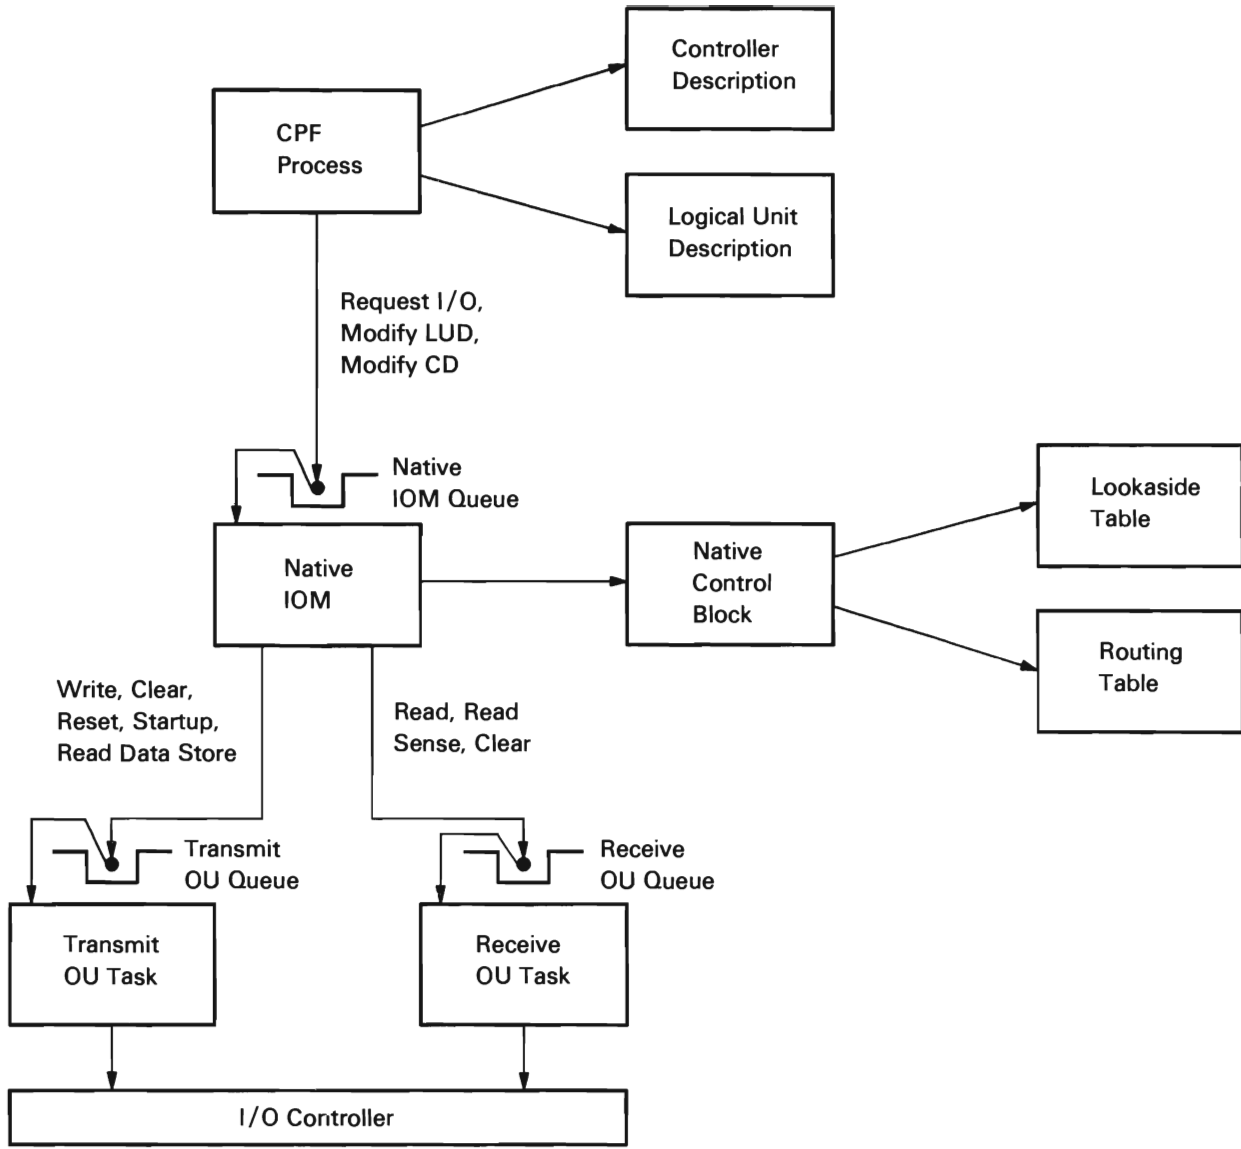 Controller
Description
CPF
Process
Logical Unit
Description
Request I/O,
Modify LUD,
Modify CD
Native
IOM Queue
Lookaside
Table
Native
IOM
Native
Control
Block
Routing
Table
Write, Clear,
Reset, Startup,
Read Data Store
Read, Read
Sense, Clear
Transmit
OU Queue
Receive
OU Queue
Transmit
OU Task
Receive
OU Task
I/O Controller